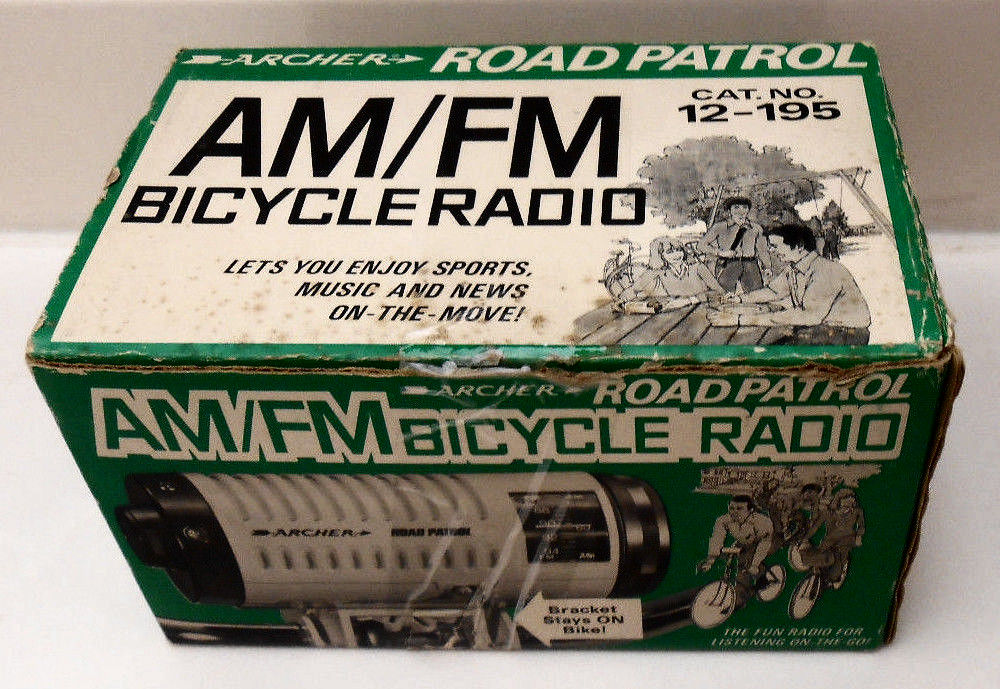 ARCHER ROAD PATROL
AM/FM
BICYCLE RADIO
CAT. NO.
12-195
LETS YOU ENJOY SPORTS,
MUSIC AND NEWS
ON-THE-MOVE!
ARCHER ROAD PATROL
AM/FM BICYCLE RADIO
ARCHER ROAD PATROL
Bracket
Stays ON
Bike!
THE FUN RADIO FOR
LISTENING ON-THE-GO!